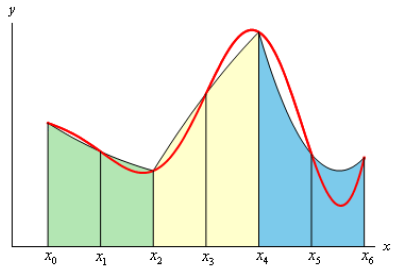 y
x₀ x₁ x₂ x₃ x₄ x₅ x₆ x